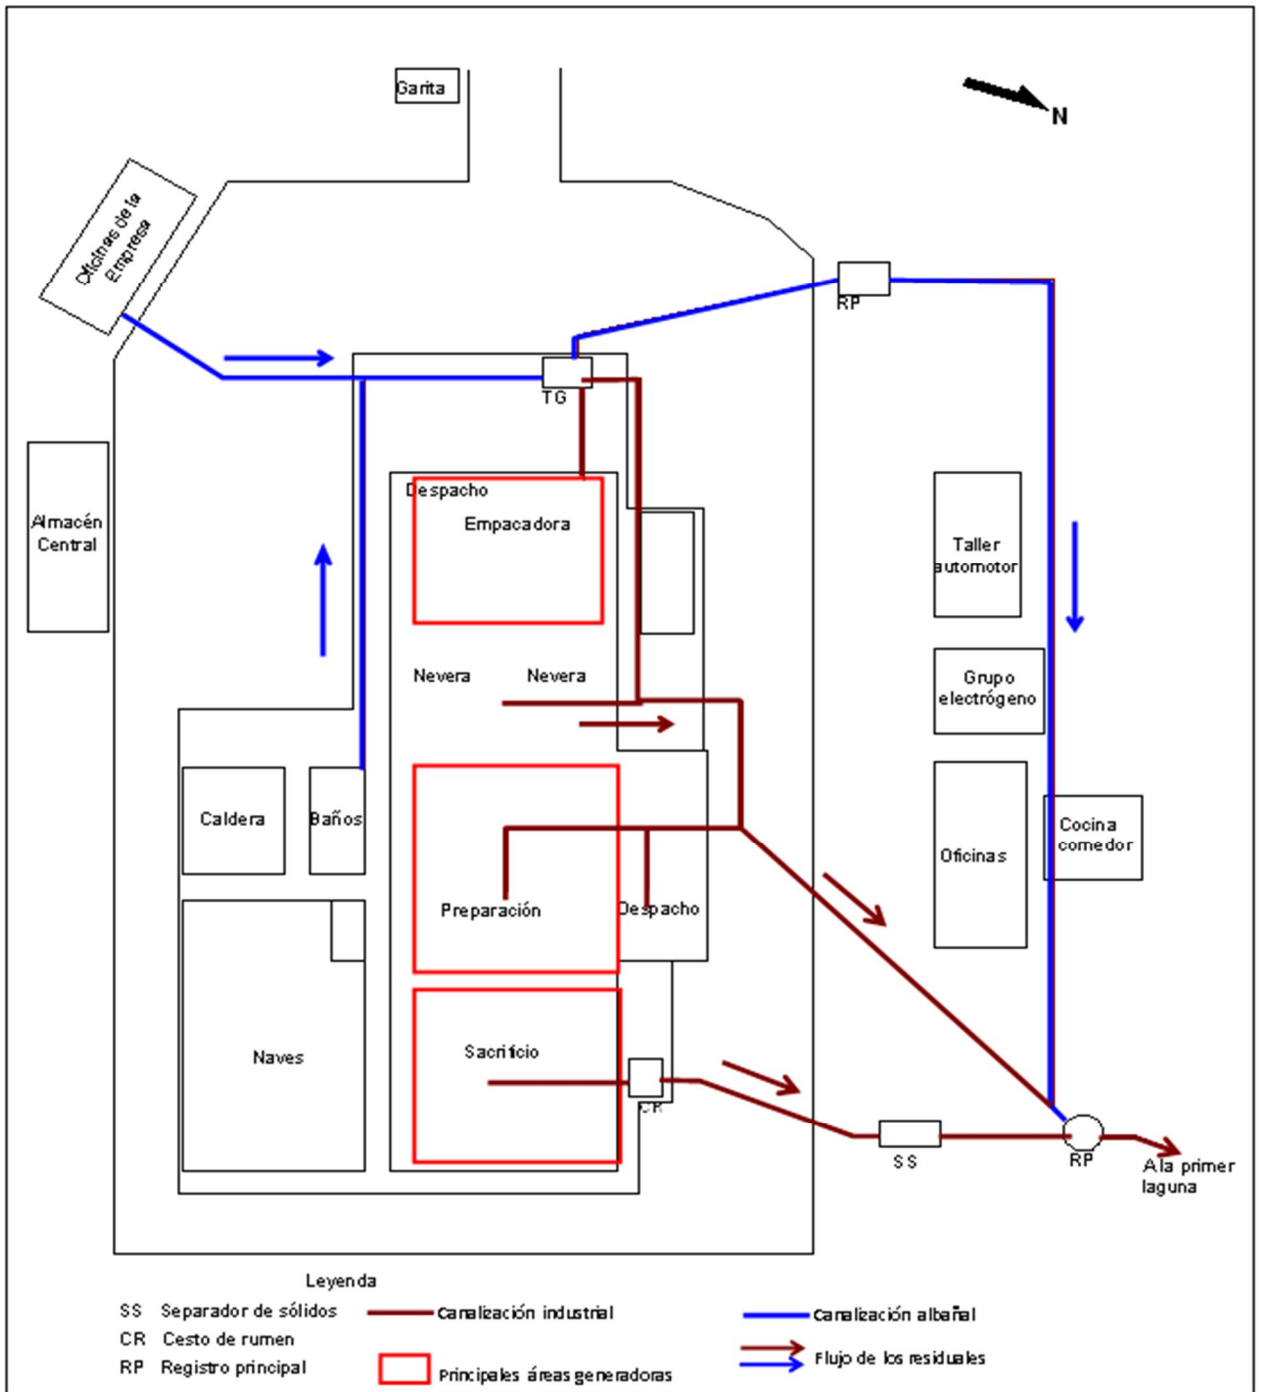 Garita
N
Oficinas de la
Empresa
RP
TG
Despacho
Empacadora
Almacén
Central
Taller
automotor
Nevera
Nevera
Grupo
electrógeno
Caldera
Baños
Cocina
comedor
Oficinas
Preparación
Despacho
Naves
Sacrificio
CR
SS
RP
A la primer
laguna
Leyenda
SS Separador de sólidos
Canalización industrial
Canalización albañal
CR Cesto de rumen
Flujo de los residuales
RP Registro principal
Principales áreas generadoras